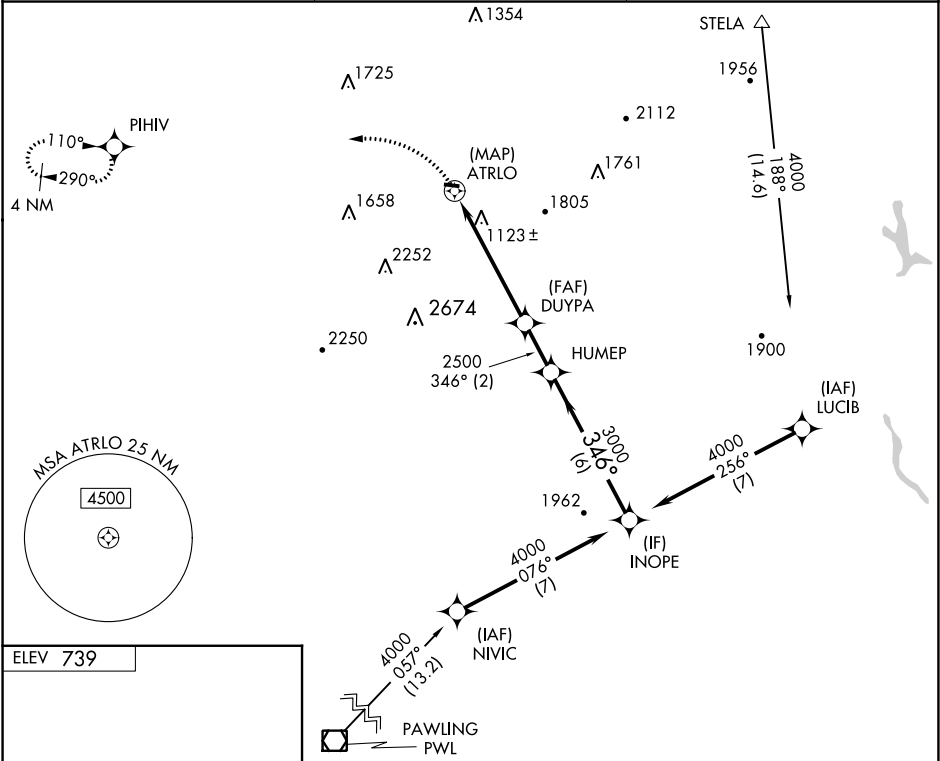 1354
STELA
1725
1956
2112
PIHIV
110°
290°
4 NM
(MAP)
ATRLO
1761
4000
188°
(14.6)
1658
1805
1123 ±
2252
(FAF)
DUYPA
2674
2250
HUMEP
2500
346° (2)
1900
(IAF)
LUCIB
3000
346°
(6)
4000
256°
(7)
MSA ATRLO 25 NM
4500
1962
(IF)
INOPE
4000
076°
(7)
(IAF)
NIVIC
ELEV 739
4000
057°
(13.2)
PAWLING
PWL